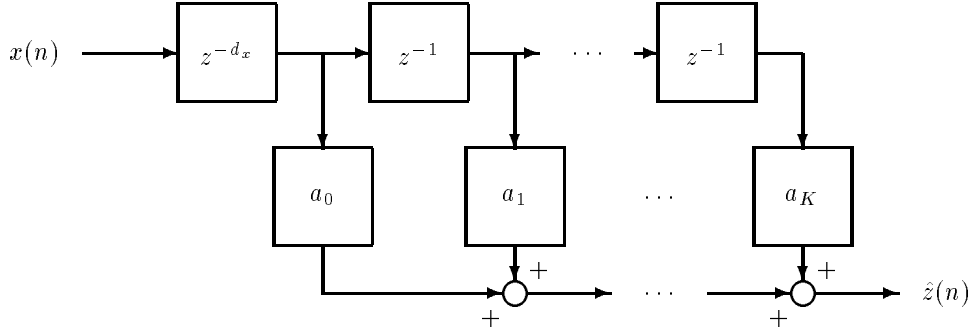 x(n) z^{-d_x} z^{-1} ... z^{-1}
a_0 a_1 ... a_K
+ +
... ẑ(n)
+ +